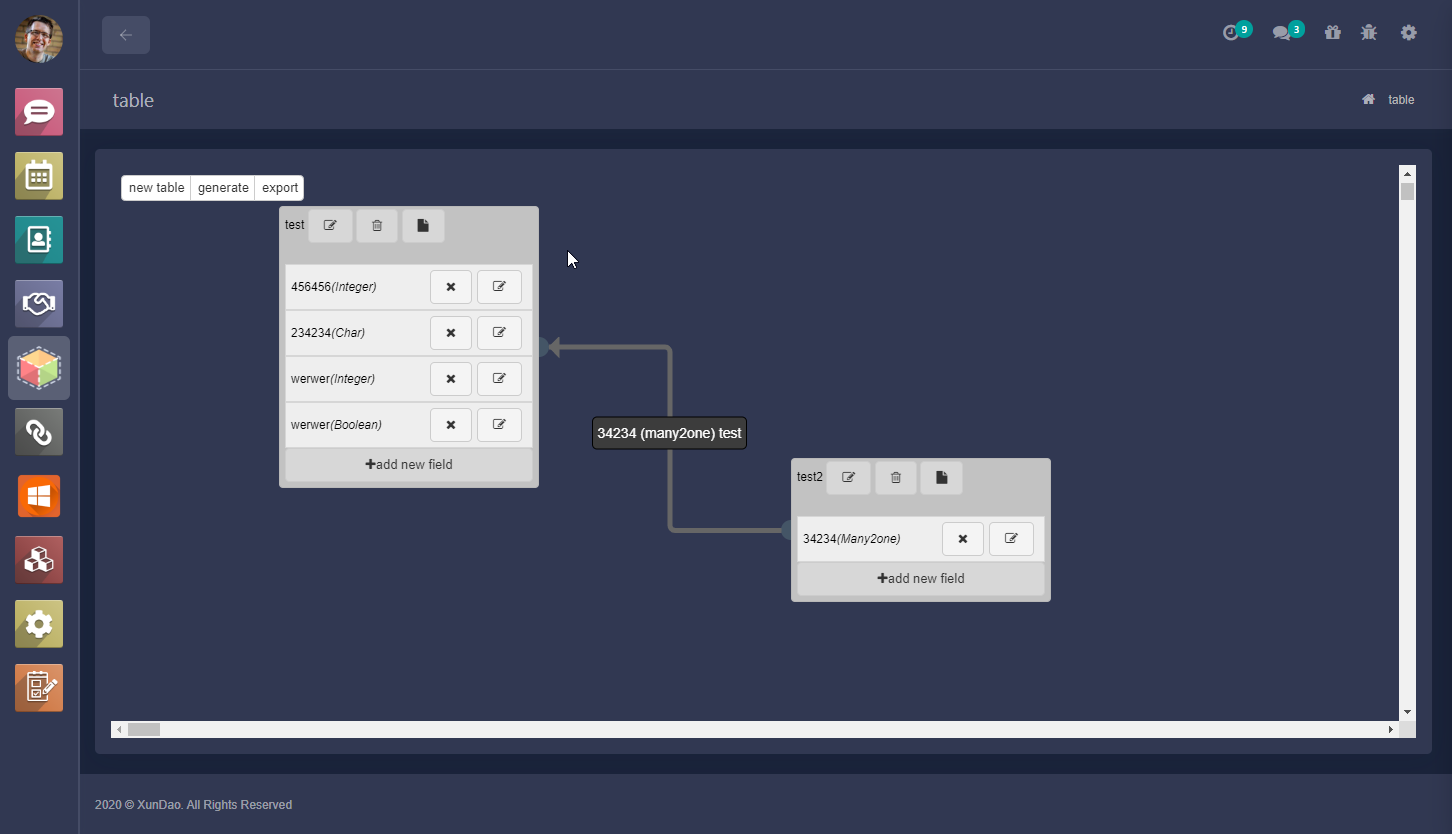 9
3
table
table
new table
generate
export
test
456456(Integer)
234234(Char)
werwer(Integer)
werwer(Boolean)
+add new field
34234 (many2one) test
test2
34234(Many2one)
+add new field
2020 © XunDao. All Rights Reserved